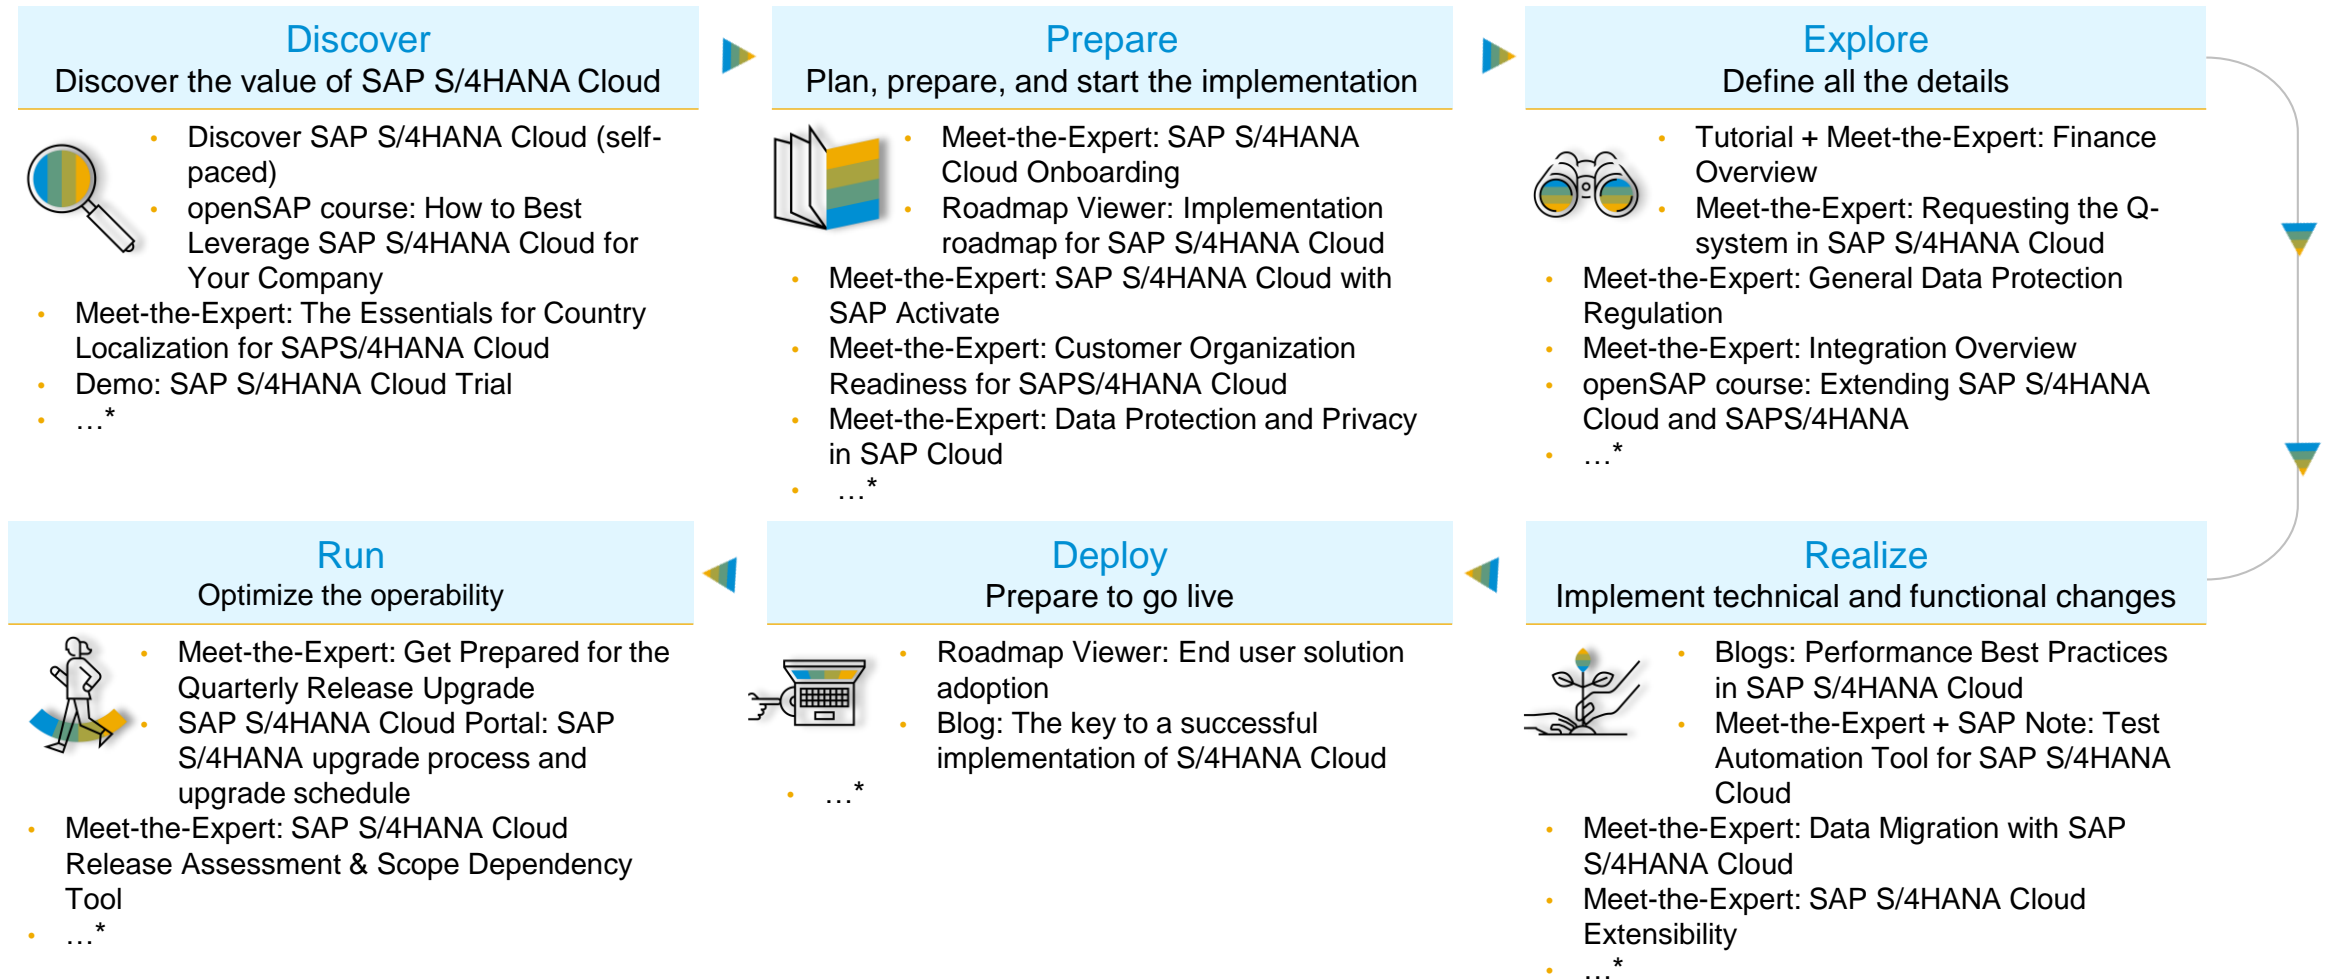 Discover
Discover the value of SAP S/4HANA Cloud
• Discover SAP S/4HANA Cloud (self-
paced)
• openSAP course: How to Best
Leverage SAP S/4HANA Cloud for
Your Company
• Meet-the-Expert: The Essentials for Country
Localization for SAPS/4HANA Cloud
• Demo: SAP S/4HANA Cloud Trial
• …*
Prepare
Plan, prepare, and start the implementation
• Meet-the-Expert: SAP S/4HANA
Cloud Onboarding
• Roadmap Viewer: Implementation
roadmap for SAP S/4HANA Cloud
• Meet-the-Expert: SAP S/4HANA Cloud with
SAP Activate
• Meet-the-Expert: Customer Organization
Readiness for SAPS/4HANA Cloud
• Meet-the-Expert: Data Protection and Privacy
in SAP Cloud
• …*
Explore
Define all the details
• Tutorial + Meet-the-Expert: Finance
Overview
• Meet-the-Expert: Requesting the Q-
system in SAP S/4HANA Cloud
• Meet-the-Expert: General Data Protection
Regulation
• Meet-the-Expert: Integration Overview
• openSAP course: Extending SAP S/4HANA
Cloud and SAPS/4HANA
• …*
Realize
Implement technical and functional changes
• Blogs: Performance Best Practices
in SAP S/4HANA Cloud
• Meet-the-Expert + SAP Note: Test
Automation Tool for SAP S/4HANA
Cloud
• Meet-the-Expert: Data Migration with SAP
S/4HANA Cloud
• Meet-the-Expert: SAP S/4HANA Cloud
Extensibility
• …*
Deploy
Prepare to go live
• Roadmap Viewer: End user solution
adoption
• Blog: The key to a successful
implementation of S/4HANA Cloud
• …*
Run
Optimize the operability
• Meet-the-Expert: Get Prepared for the
Quarterly Release Upgrade
• SAP S/4HANA Cloud Portal: SAP
S/4HANA upgrade process and
upgrade schedule
• Meet-the-Expert: SAP S/4HANA Cloud
Release Assessment & Scope Dependency
Tool
• …*